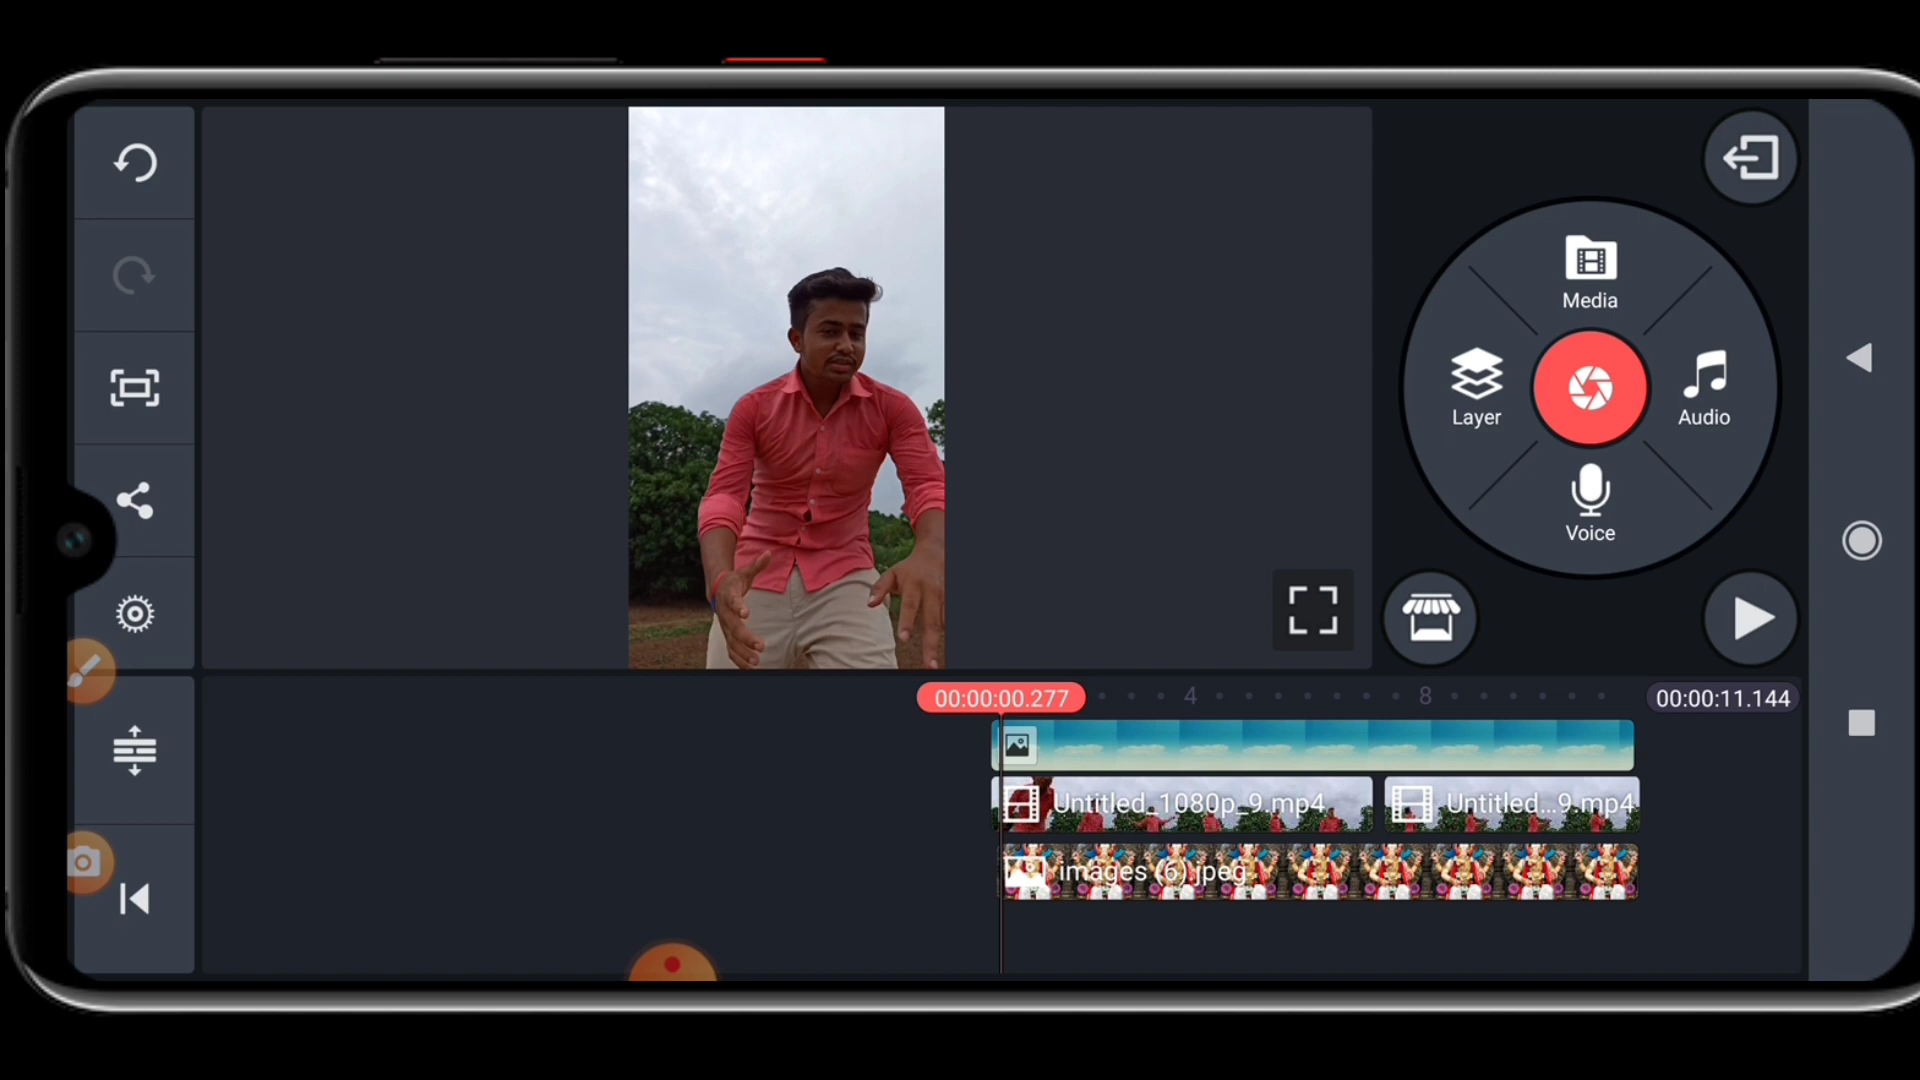 Media
Layer
Audio
Voice
00:00:00.277
4
8
00:00:11.144
Untitled_1080p_9.mp4
Untitled...9.mp4
images (6).jpeg